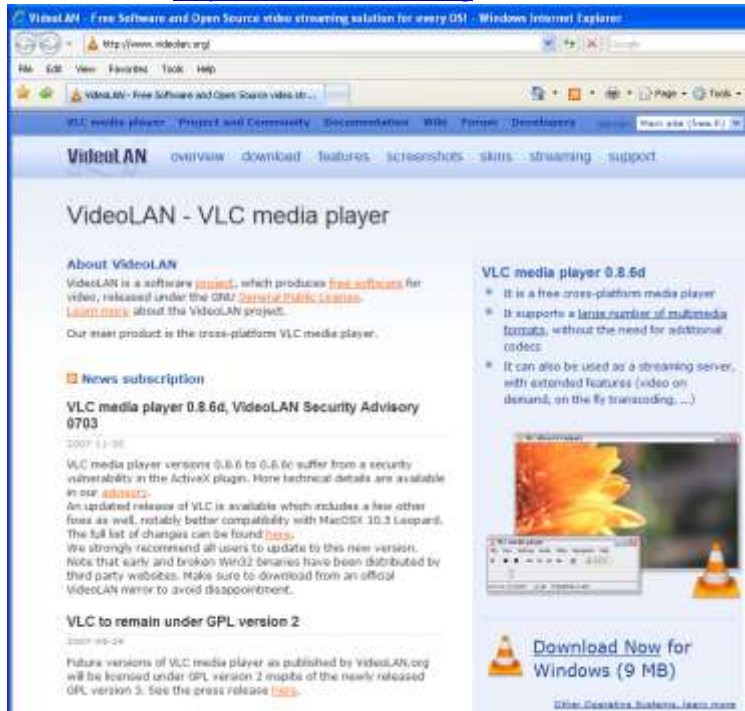 VideoLAN - Free Software and Open Source video streaming solution for every OS! - Windows Internet Explorer
http://www.videolan.org/
File Edit View Favorites Tools Help
VideoLAN - Free Software and Open Source video str...
Page Tools
VLC media player Project and Community Documentation Wiki Forum Developers
VideoLAN overview download features screenshots skins streaming support
VideoLAN - VLC media player
About VideoLAN
VideoLAN is a software project, which produces free software for
video, released under the GNU General Public License.
Learn more about the VideoLAN project.
Our main product is the cross-platform VLC media player.
News subscription
VLC media player 0.8.6d, VideoLAN Security Advisory
0703
2007-11-30
VLC media player versions 0.8.6 to 0.8.6c suffer from a security
vulnerability in the ActiveX plugin. More technical details are available
in our advisory.
An updated release of VLC is available which includes a few other
fixes as well, notably better compatibility with MacOSX 10.5 Leopard.
The full list of changes can be found here.
We strongly recommend all users to update to this new version.
Note that early and broken Win32 binaries have been distributed by
third party websites. Make sure to download from an official
VideoLAN mirror to avoid disappointment.
VLC to remain under GPL version 2
Future versions of VLC media player as published by VideoLAN.org
will be licensed under GPL version 2 inspite of the newly released
GPL version 3. See the press release here.
VLC media player 0.8.6d
It is a free cross-platform media player
It supports a large number of multimedia
formats, without the need for additional
codecs
It can also be used as a streaming server,
with extended features (video on
demand, on the fly transcoding, ...)
Download Now for
Windows (9 MB)
Other Operating Systems, learn more